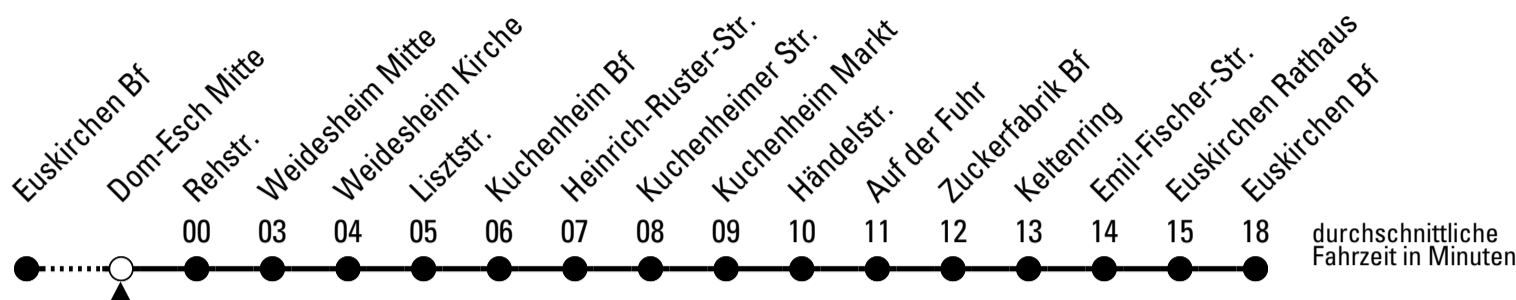 Euskirchen Bf
Dom-Esch Mitte
Rehstr.
Weidesheim Mitte
Weidesheim Kirche
Lisztstr.
Kuchenheim Bf
Heinrich-Ruster-Str.
Kuchenheimer Str.
Kuchenheim Markt
Händelstr.
Auf der Fuhr
Zuckerfabrik Bf
Keltenring
Emil-Fischer-Str.
Euskirchen Rathaus
Euskirchen Bf
00 03 04 05 06 07 08 09 10 11 12 13 14 15 18
durchschnittliche
Fahrzeit in Minuten